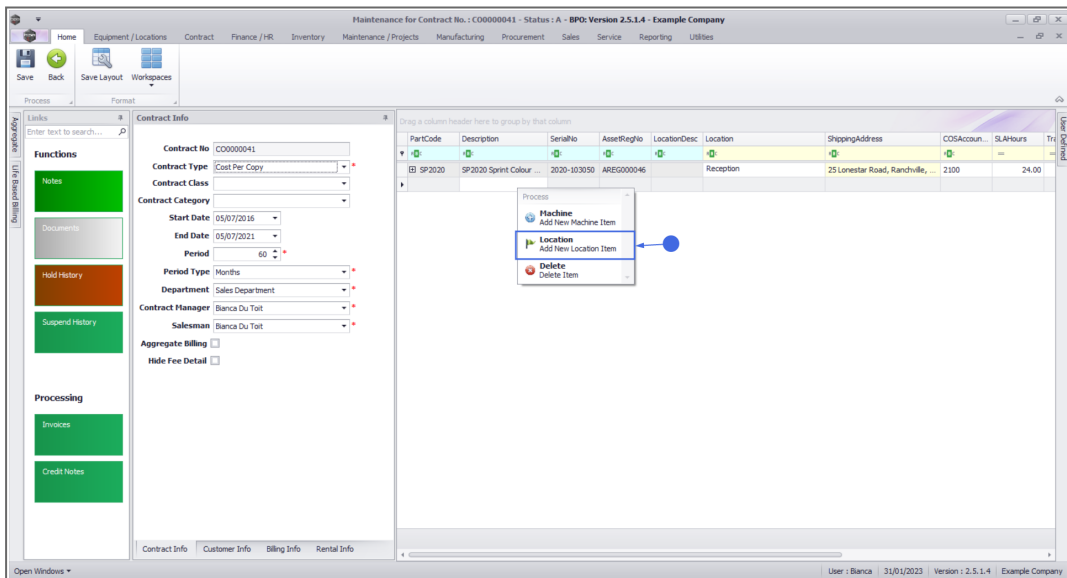 Maintenance for Contract No. : CO0000041 - Status : A - BPO: Version 2.5.1.4 - Example Company
Home Equipment / Locations Contract Finance / HR Inventory Maintenance / Projects Manufacturing Procurement Sales Service Reporting Utilities
Save Back Save Layout Workspaces
Process Format
Aggregate
Life Based Billing
Links
Enter text to search...
Functions
Notes
Documents
Hold History
Suspend History
Processing
Invoices
Credit Notes
Contract Info
Contract No CO0000041
Contract Type Cost Per Copy *
Contract Class
Contract Category
Start Date 05/07/2016
End Date 05/07/2021
Period 60 *
Period Type Months *
Department Sales Department *
Contract Manager Bianca Du Toit *
Salesman Bianca Du Toit *
Aggregate Billing
Hide Fee Detail
Contract Info Customer Info Billing Info Rental Info
Drag a column header here to group by that column
PartCode Description SerialNo AssetRegNo LocationDesc Location ShippingAddress COSAccoun... SLAHours Tra
SP2020 SP2020 Sprint Colour ... 2020-103050 AREG000046 Reception 25 Lonestar Road, Ranchville, ... 2100 24.00
Process
Machine
Add New Machine Item
Location
Add New Location Item
Delete
Delete Item
User Defined
Open Windows
User : Bianca 31/01/2023 Version : 2.5.1.4 Example Company